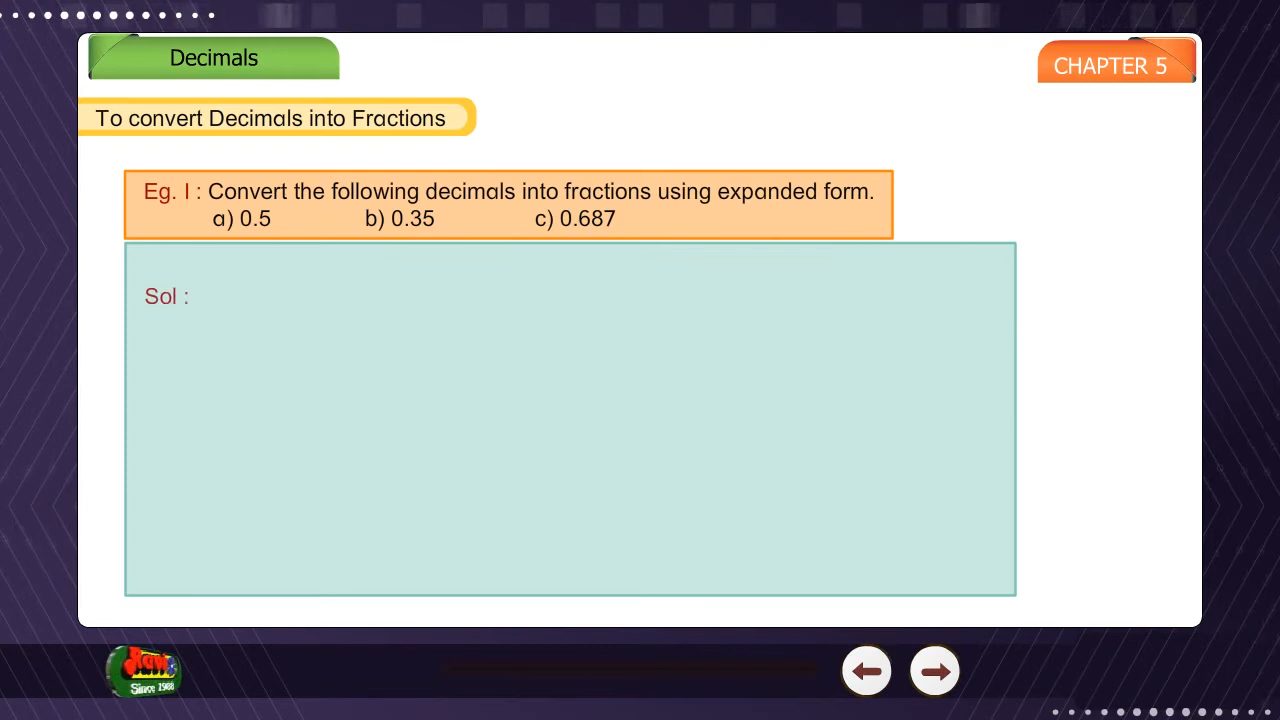 Decimals
CHAPTER 5
To convert Decimals into Fractions
Eg. I : Convert the following decimals into fractions using expanded form.
a) 0.5 b) 0.35 c) 0.687
Sol :
Since 1988